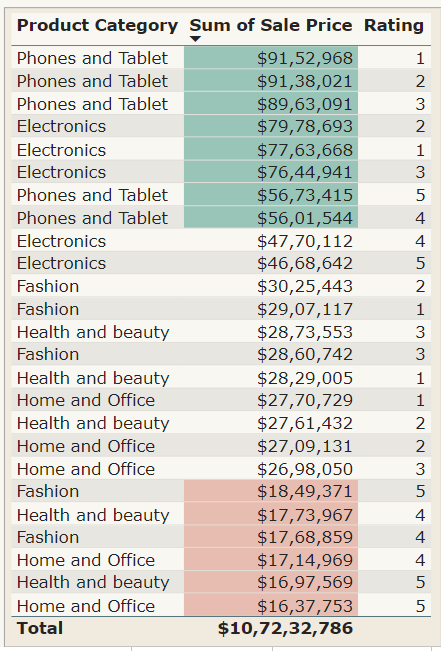 Product Category Sum of Sale Price Rating
Phones and Tablet $91,52,968 1
Phones and Tablet $91,38,021 2
Phones and Tablet $89,63,091 3
Electronics $79,78,693 2
Electronics $77,63,668 1
Electronics $76,44,941 3
Phones and Tablet $56,73,415 5
Phones and Tablet $56,01,544 4
Electronics $47,70,112 4
Electronics $46,68,642 5
Fashion $30,25,443 2
Fashion $29,07,117 1
Health and beauty $28,73,553 3
Fashion $28,60,742 3
Health and beauty $28,29,005 1
Home and Office $27,70,729 1
Health and beauty $27,61,432 2
Home and Office $27,09,131 2
Home and Office $26,98,050 3
Fashion $18,49,371 5
Health and beauty $17,73,967 4
Fashion $17,68,859 4
Home and Office $17,14,969 4
Health and beauty $16,97,569 5
Home and Office $16,37,753 5
Total $10,72,32,786